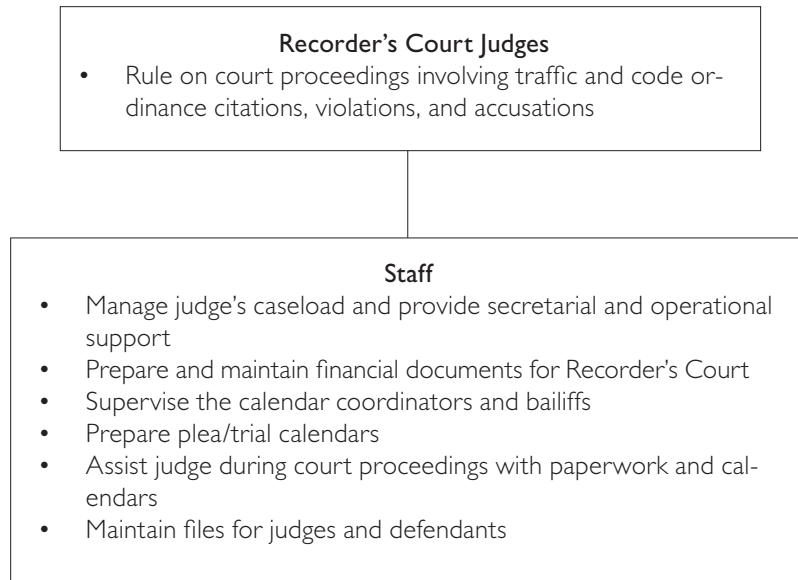 Recorder’s Court Judges
• Rule on court proceedings involving traffic and code or-
dinance citations, violations, and accusations
Staff
• Manage judge’s caseload and provide secretarial and operational
support
• Prepare and maintain financial documents for Recorder’s Court
• Supervise the calendar coordinators and bailiffs
• Prepare plea/trial calendars
• Assist judge during court proceedings with paperwork and cal-
endars
• Maintain files for judges and defendants